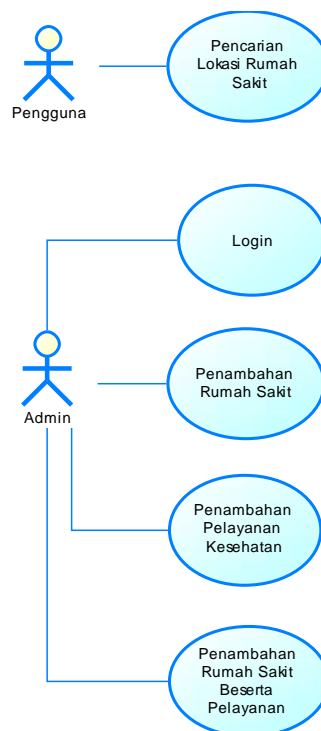 Pencarian
Lokasi Rumah
Sakit
Pengguna
Login
Admin
Penambahan
Rumah Sakit
Penambahan
Pelayanan
Kesehatan
Penambahan
Rumah Sakit
Beserta
Pelayanan